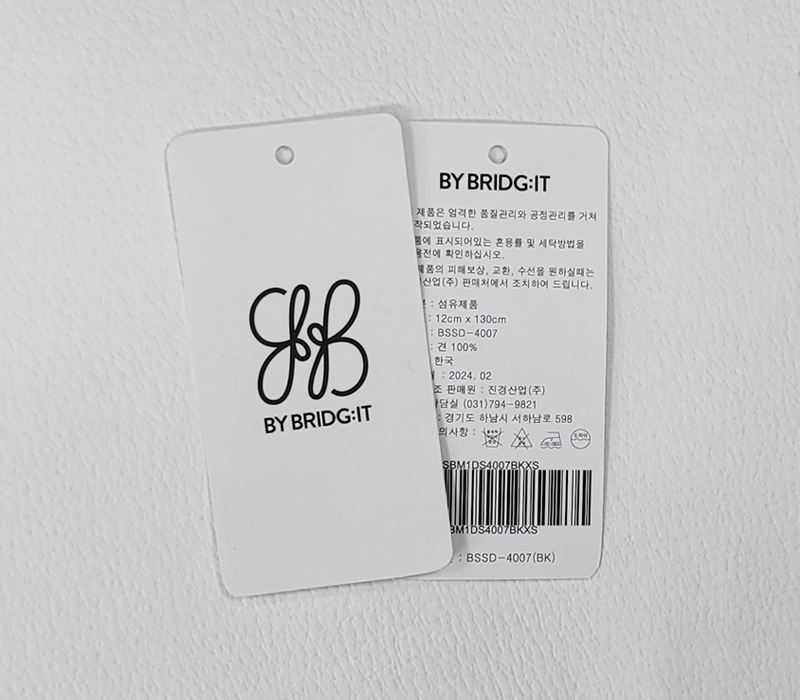 BY BRIDG:IT
BY BRIDG:IT
제품은 엄격한 품질관리와 공정관리를 거쳐
작되었습니다.
품에 표시되어있는 혼용률 및 세탁방법을
용전에 확인하십시오.
제품의 피해보상, 교환, 수선을 원하실때는
산업(주) 판매처에서 조치하여 드립니다.
: 섬유제품
: 12cm x 130cm
: BSSD-4007
: 견 100%
한국
: 2024. 02
조 판매원 : 진경산업(주)
담실 (031)794-9821
: 경기도 하남시 서하남로 598
의사항 :
드라이
SBM1DS4007BKXS
BM1DS4007BKXS
: BSSD-4007(BK)